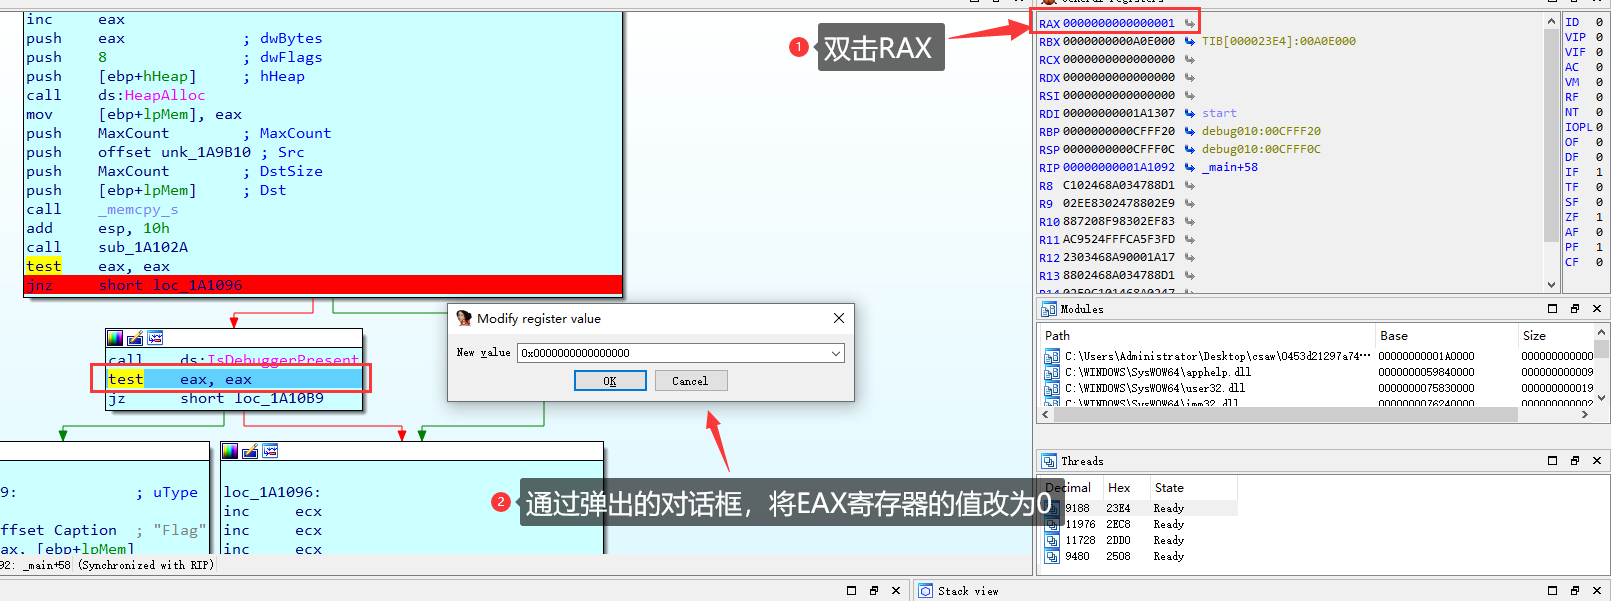 inc eax
push eax ; dwBytes
push 8 ; dwFlags
push [ebp+hHeap] ; hHeap
call ds:HeapAlloc
mov [ebp+lpMem], eax
push MaxCount ; MaxCount
push offset unk_1A9B10 ; Src
push MaxCount ; DstSize
push [ebp+lpMem] ; Dst
call _memcpy_s
add esp, 10h
call sub_1A102A
test eax, eax
jnz short loc_1A1096
call ds:IsDebuggerPresent
test eax, eax
jz short loc_1A10B9
9: ; uType
ffset Caption ; "Flag"
ax, [ebp+lpMem]
loc_1A1096:
inc ecx
inc ecx
inc ecx
92: _main+58 (Synchronized with RIP)
1 双击RAX
Modify register value
New value 0x0000000000000000
OK Cancel
2 通过弹出的对话框，将EAX寄存器的值改为0
General registers
RAX 0000000000000001
RBX 0000000000A0E000 TIB[000023E4]:00A0E000
RCX 0000000000000000
RDX 0000000000000000
RSI 0000000000000000
RDI 00000000001A1307 start
RBP 0000000000CFFF20 debug010:00CFFF20
RSP 0000000000CFFF0C debug010:00CFFF0C
RIP 00000000001A1092 _main+58
R8 C102468A034788D1
R9 02EE8302478802E9
R10 887208F98302EF83
R11 AC9524FFFCA5F3FD
R12 2303468A90001A17
R13 8802468A034788D1
R14 02E9C101468A0247
ID 0
VIP 0
VIF 0
AC 0
VM 0
RF 0
NT 0
IOPL 0
OF 0
DF 0
IF 1
TF 0
SF 0
ZF 1
AF 0
PF 1
CF 0
Modules
Path Base Size
C:\Users\Administrator\Desktop\csaw\0453d21297a74··· 00000000001A0000 000000000000
C:\WINDOWS\SysWOW64\apphelp.dll 0000000059840000 000000000009
C:\WINDOWS\SysWOW64\user32.dll 0000000075830000 000000000019
C:\WINDOWS\SysWOW64\imm32.dll 0000000076240000 000000000002
Threads
Decimal Hex State
9188 23E4 Ready
11976 2EC8 Ready
11728 2DD0 Ready
9480 2508 Ready
Stack view